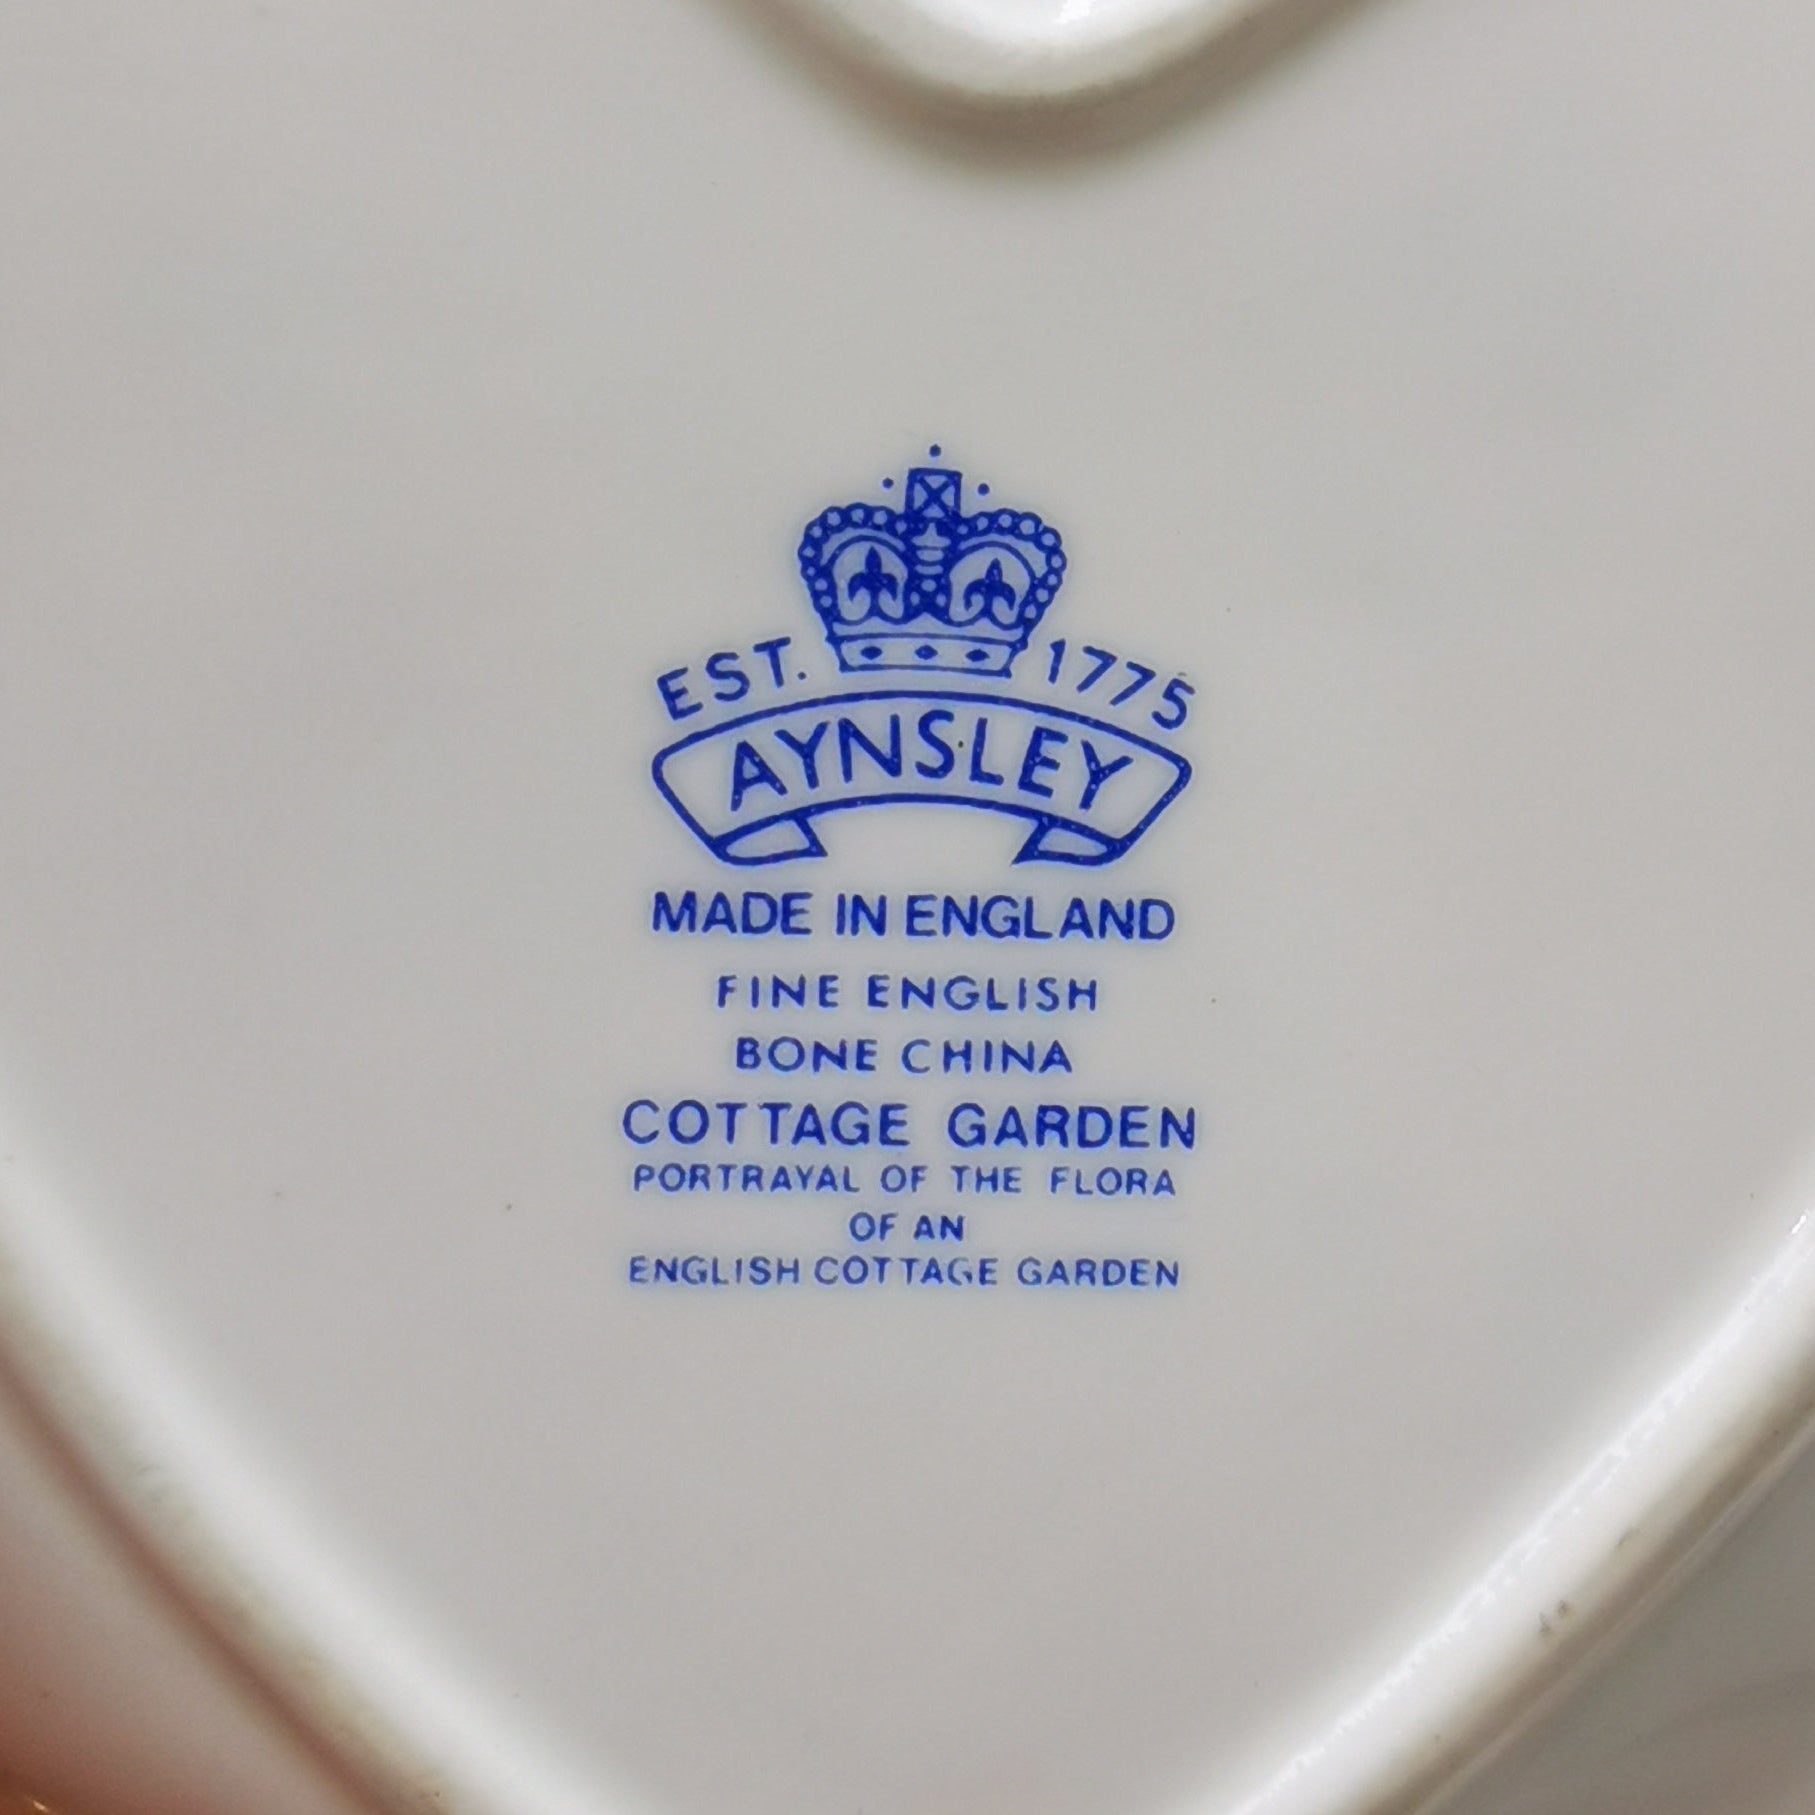 EST. 1775
AYNSLEY
MADE IN ENGLAND
FINE ENGLISH
BONE CHINA
COTTAGE GARDEN
PORTRAYAL OF THE FLORA
OF AN
ENGLISH COTTAGE GARDEN